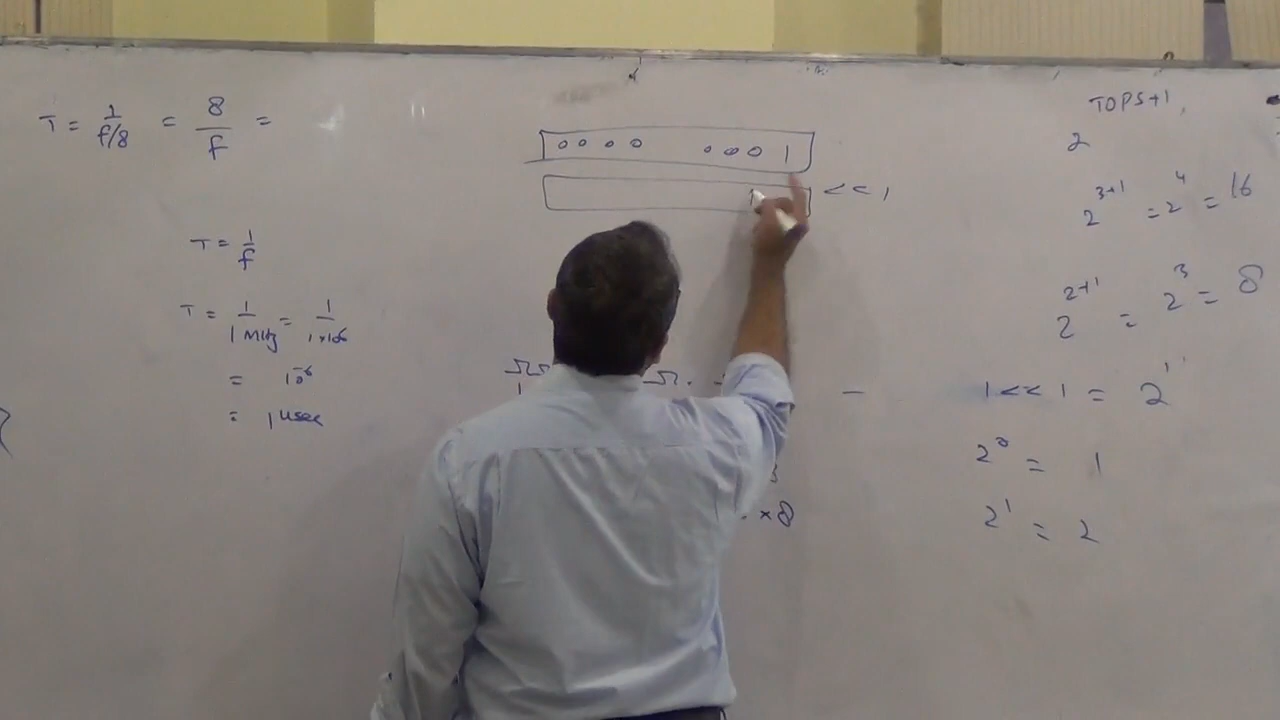 T = 1/f/8 = 8/f =
T = 1/f
T = 1/1 MHz = 1/1×10⁶
= 10⁻⁶
= 1 μsec
0 0 0 0 0 0 0 1
<< 1
× 8
TOPS+1
2
2³⁺¹ = 2⁴ = 16
2²⁺¹ = 2³ = 8
1 << 1 = 2¹
2⁰ = 1
2¹ = 2